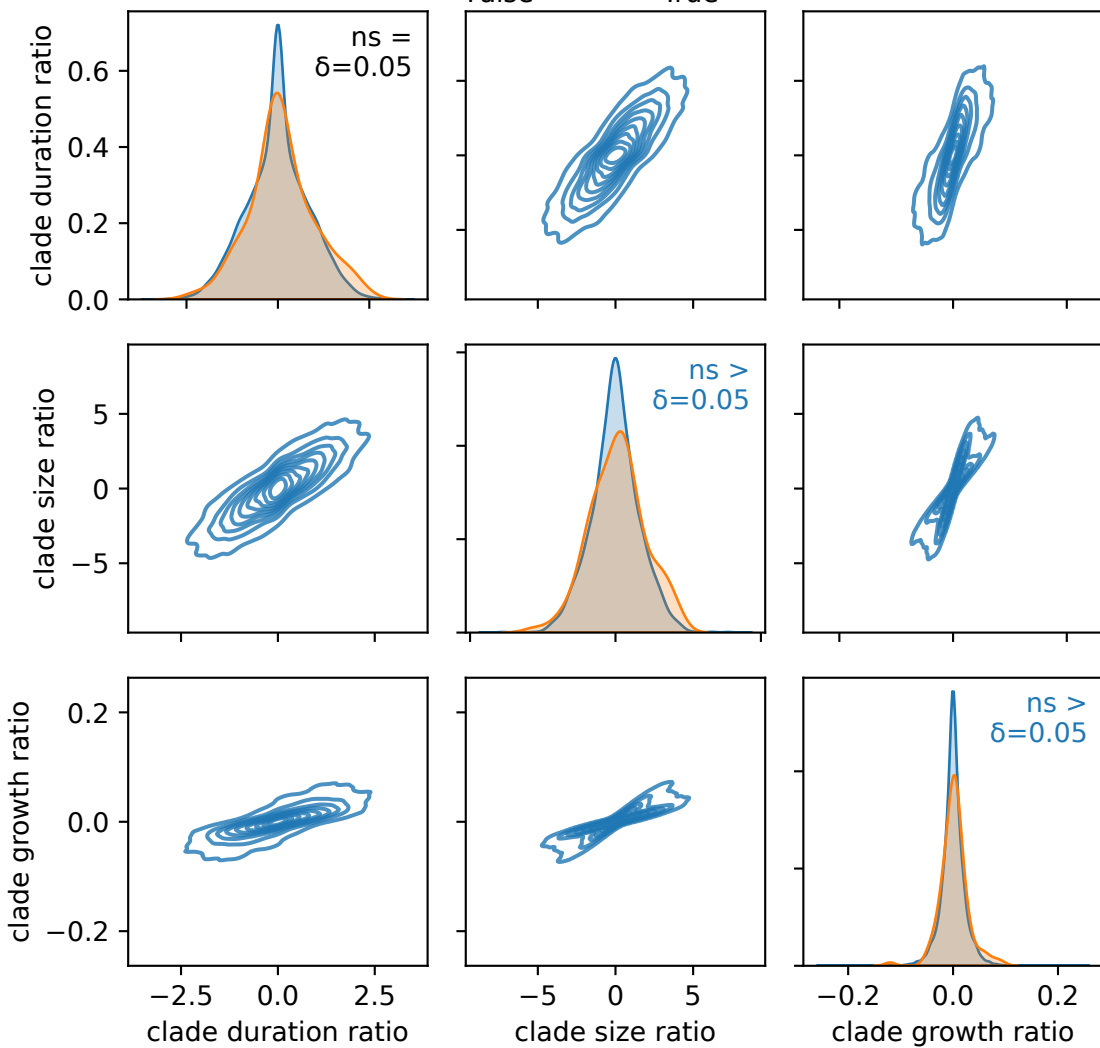 clade duration ratio
0.6
0.4
0.2
0.0
ns =
δ=0.05
clade size ratio
5
0
−5
ns >
δ=0.05
clade growth ratio
0.2
0.0
−0.2
ns >
δ=0.05
−2.5 0.0 2.5
−5 0 5
−0.2 0.0 0.2
clade duration ratio
clade size ratio
clade growth ratio